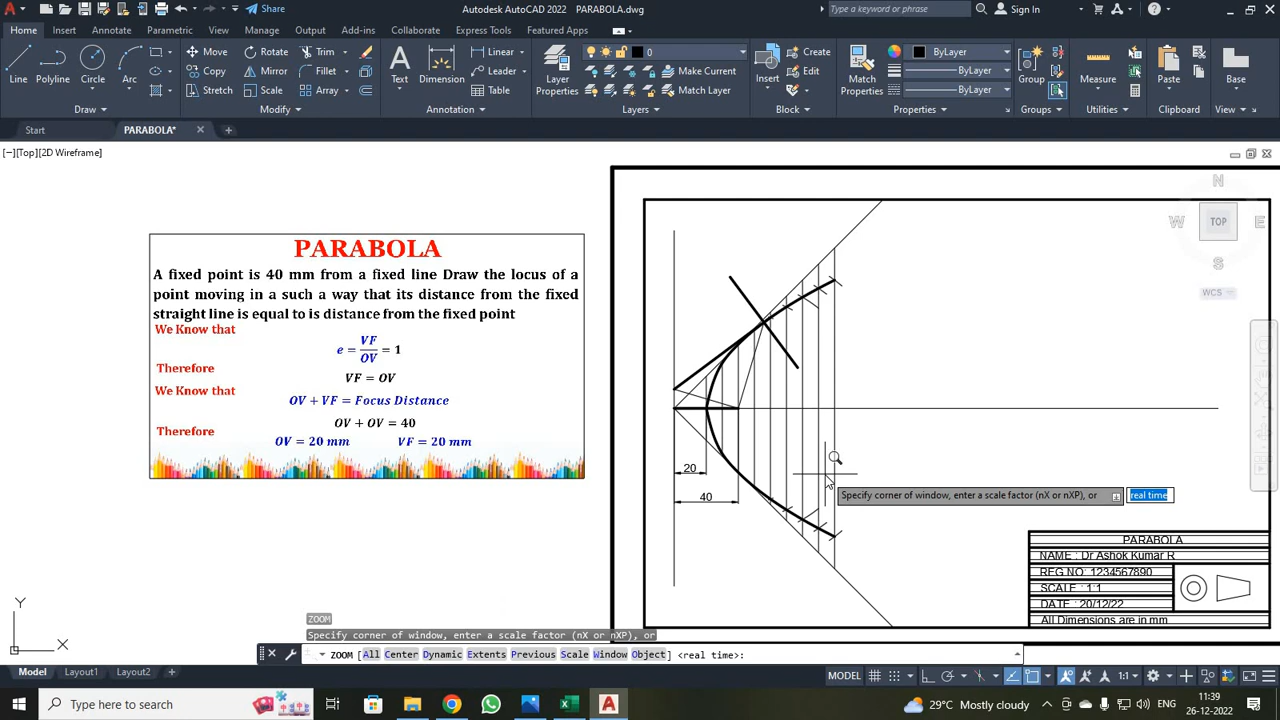 Share
Autodesk AutoCAD 2022 PARABOLA.dwg
Type a keyword or phrase
Sign In
Home Insert Annotate Parametric View Manage Output Add-ins Express Tools Featured Apps
Line Polyline Circle Arc
Move Rotate Trim
Copy Mirror Fillet
Stretch Scale Array
Text Dimension
Linear
Leader
Table
Layer Properties
0
Make Current
Match Layer
Insert
Create
Edit
Match Properties
ByLayer
ByLayer
ByLayer
Group
Measure
Paste
Base
Draw Modify Annotation Layers Block Properties Groups Utilities Clipboard View
Start PARABOLA*
[−][Top][2D Wireframe]
N
W TOP E
S
WCS
PARABOLA
A fixed point is 40 mm from a fixed line Draw the locus of a
point moving in a such a way that its distance from the fixed
straight line is equal to is distance from the fixed point
We Know that
e = VF/OV = 1
Therefore
VF = OV
We Know that
OV + VF = Focus Distance
OV + OV = 40
Therefore
OV = 20 mm VF = 20 mm
20
40
Specify corner of window, enter a scale factor (nX or nXP), or
real time
PARABOLA
NAME : Dr Ashok Kumar R
REG NO: 1234567890
SCALE : 1:1
DATE : 20/12/22
All Dimensions are in mm
Y
X
ZOOM
Specify corner of window, enter a scale factor (nX or nXP), or
ZOOM [All Center Dynamic Extents Previous Scale Window Object] <real time>:
Model Layout1 Layout2
MODEL
1:1
Type here to search
29°C Mostly cloudy
ENG
11:39
26-12-2022